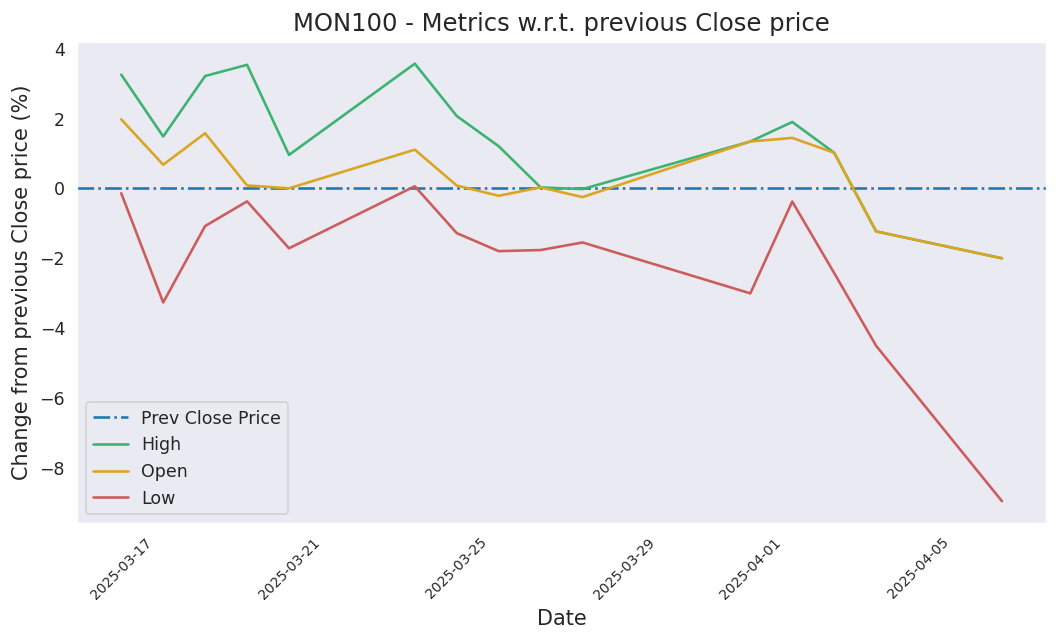 MON100 - Metrics w.r.t. previous Close price
Change from previous Close price (%)
4
2
0
−2
−4
−6
−8
Prev Close Price
High
Open
Low
2025-03-17
2025-03-21
2025-03-25
2025-03-29
2025-04-01
2025-04-05
Date